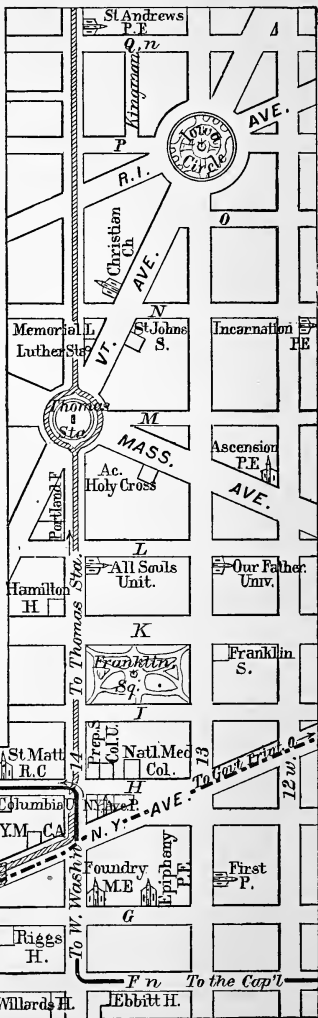 St Andrews
P.E
Q. n
Kingman
Iowa
Circle
AVE.
P
R.I.
O
Christian
Ch
AVE.
VT.
N
Memorial L
Luther Sta
St Johns
S.
Incarnation
P.E
Thomas
Sta
M
MASS.
AVE.
Ascension
P.E
Ac.
Holy Cross
Portland F
L
To Thomas Sta.
All Souls
Unit.
Our Father
Univ.
Hamilton
H.
K
Franklin
Sq.
Franklin
S.
I
14
13
12 w.
St Matt
R.C
Prep. S
Col. U.
Natl. Med
Col.
H
To Govt. Print. O.
Columbia U
N.Y. Ave P.
N.Y.
AVE.
Y.M
C.A
Foundry
M.E
Epiphany
P.E
First
P.
G
To W. Wash'n
Riggs
H.
F n
To the Cap'l
Willards H.
Ebbitt H.